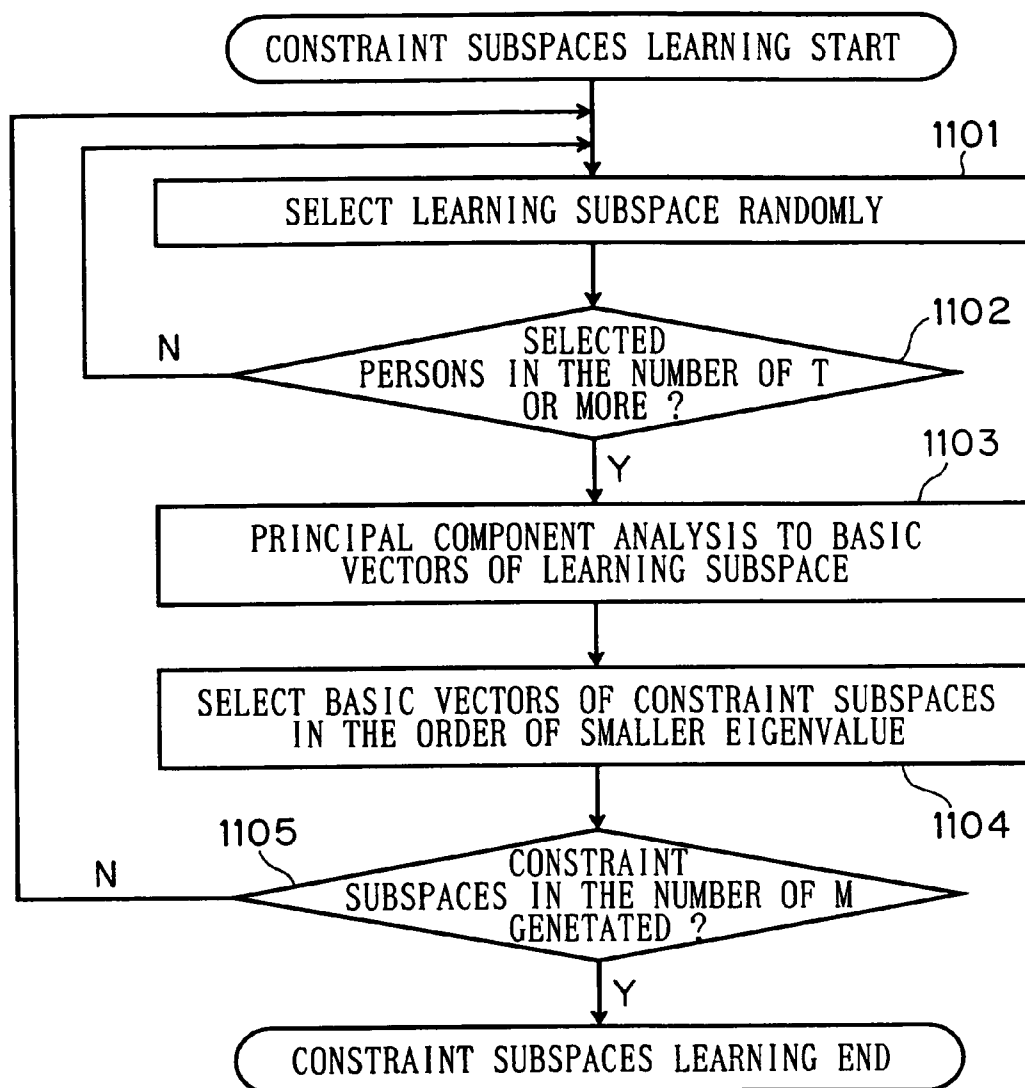 CONSTRAINT SUBSPACES LEARNING START
1101
SELECT LEARNING SUBSPACE RANDOMLY
1102
SELECTED
PERSONS IN THE NUMBER OF T
OR MORE ?
N
Y
1103
PRINCIPAL COMPONENT ANALYSIS TO BASIC
VECTORS OF LEARNING SUBSPACE
SELECT BASIC VECTORS OF CONSTRAINT SUBSPACES
IN THE ORDER OF SMALLER EIGENVALUE
1104
1105
CONSTRAINT
SUBSPACES IN THE NUMBER OF M
GENETATED ?
N
Y
CONSTRAINT SUBSPACES LEARNING END